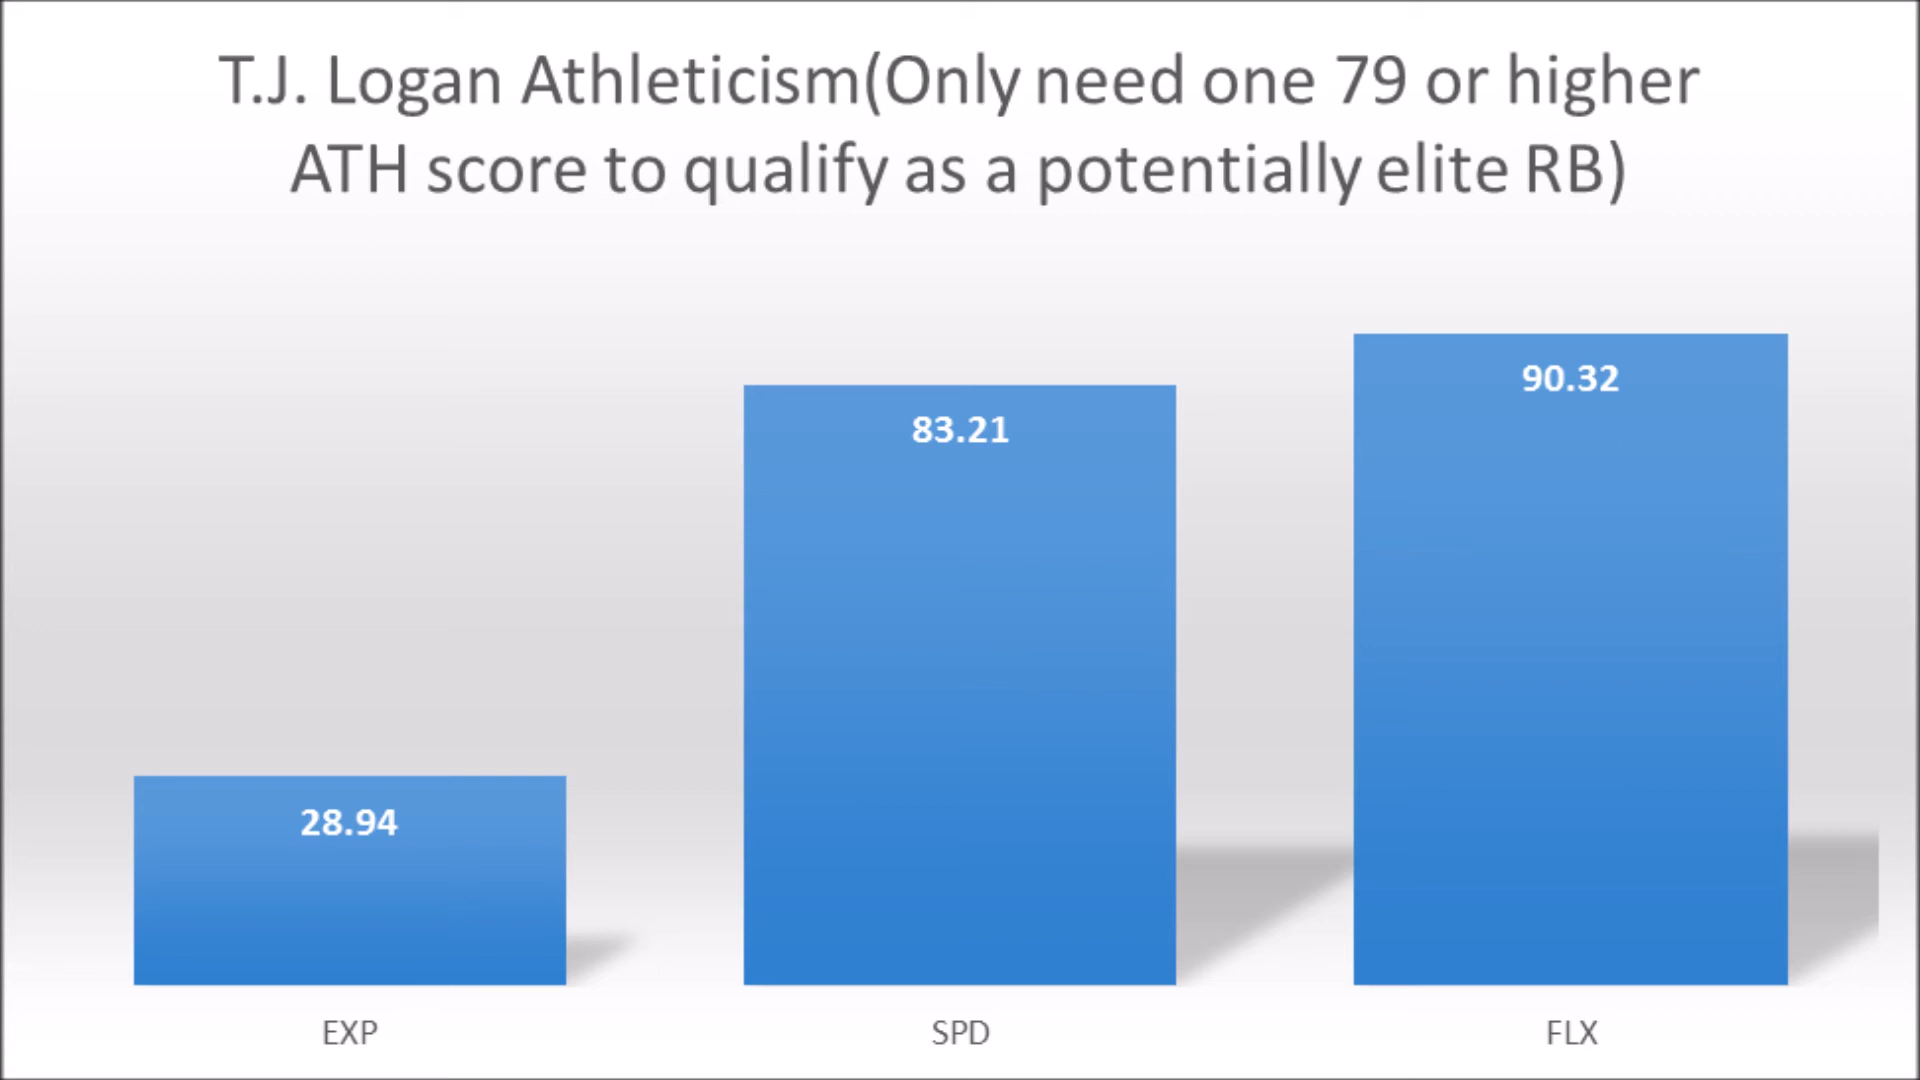 T.J. Logan Athleticism(Only need one 79 or higher
ATH score to qualify as a potentially elite RB)
90.32
83.21
28.94
EXP SPD FLX